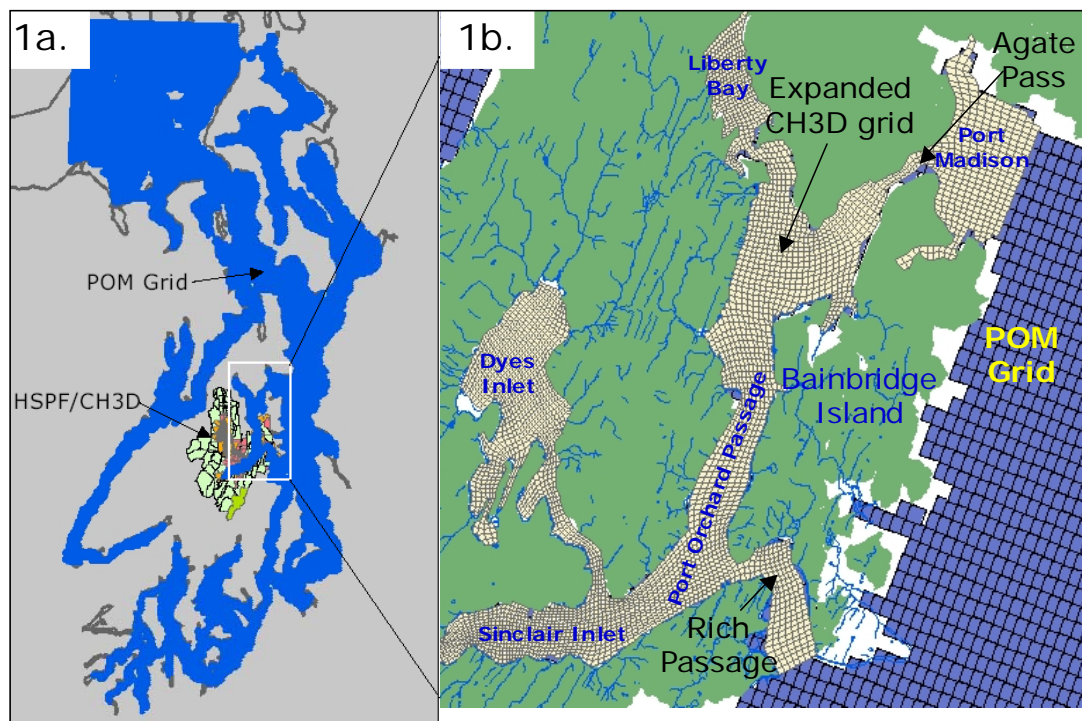 1a.
POM Grid
HSPF/CH3D
1b.
Agate
Pass
Liberty
Bay
Expanded
CH3D grid
Port
Madison
Dyes
Inlet
POM
Grid
Bainbridge
Island
Port Orchard Passage
Sinclair Inlet
Rich
Passage